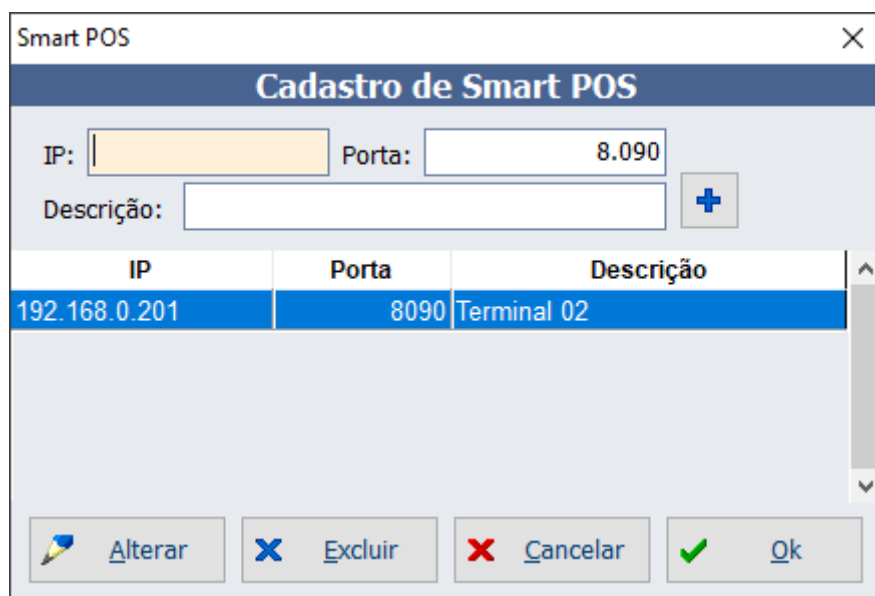 Smart POS
Cadastro de Smart POS
IP: Porta: 8.090
Descrição:
IP Porta Descrição
192.168.0.201 8090 Terminal 02
Alterar Excluir Cancelar Ok